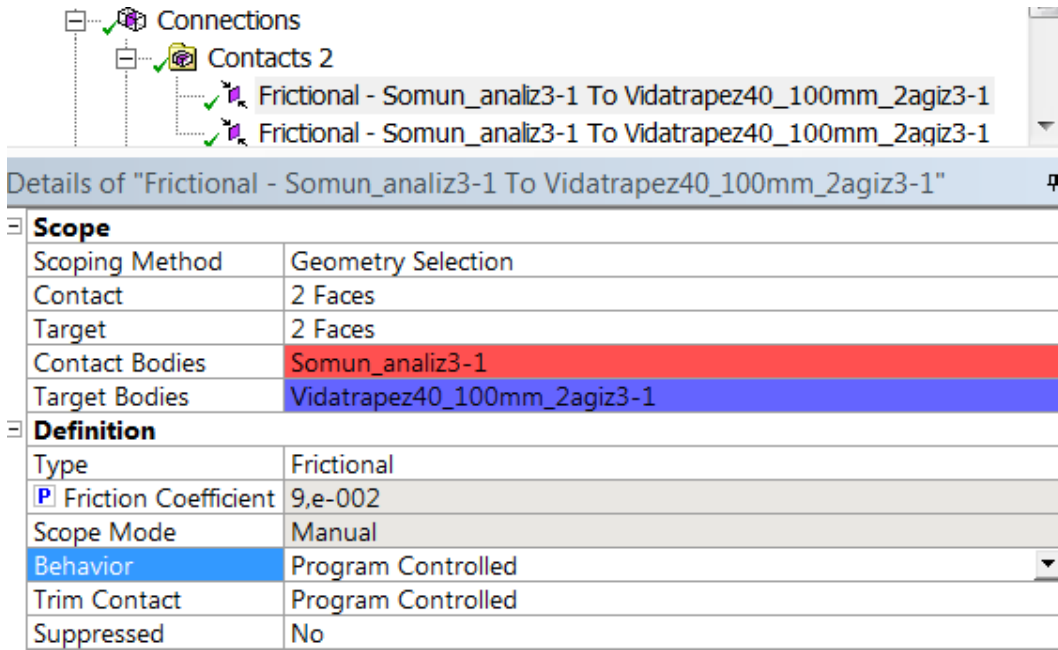 Connections
Contacts 2
Frictional - Somun_analiz3-1 To Vidatrapez40_100mm_2agiz3-1
Frictional - Somun_analiz3-1 To Vidatrapez40_100mm_2agiz3-1
Details of "Frictional - Somun_analiz3-1 To Vidatrapez40_100mm_2agiz3-1"
Scope
Scoping Method Geometry Selection
Contact 2 Faces
Target 2 Faces
Contact Bodies Somun_analiz3-1
Target Bodies Vidatrapez40_100mm_2agiz3-1
Definition
Type Frictional
P Friction Coefficient 9,e-002
Scope Mode Manual
Behavior Program Controlled
Trim Contact Program Controlled
Suppressed No